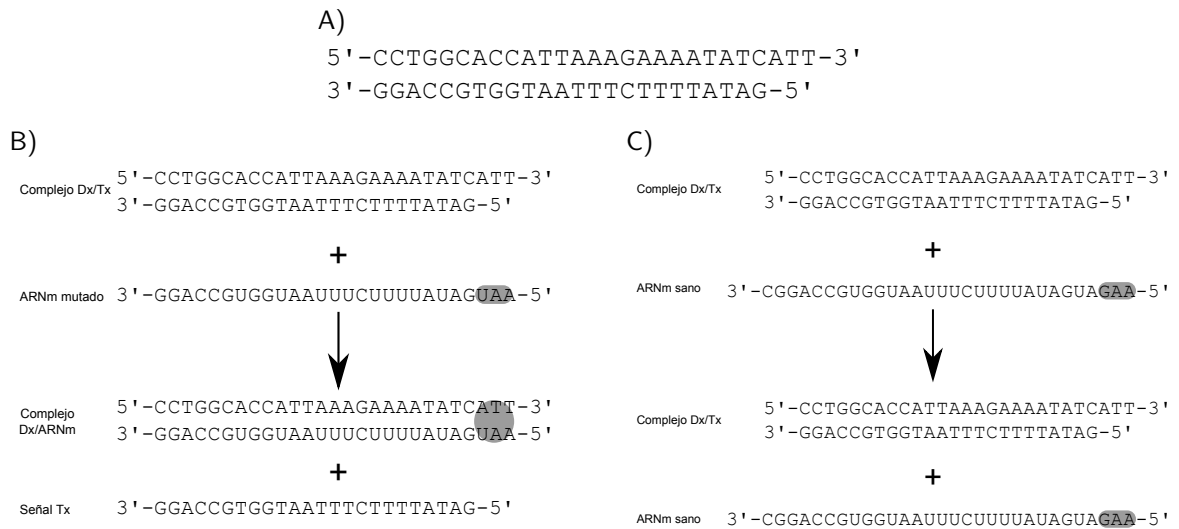 A)
5'-CCTGGCACCATTAAAGAAAATATCATT-3'
3'-GGACCGTGGTAATTTCTTTTATAG-5'
B)
Complejo Dx/Tx
5'-CCTGGCACCATTAAAGAAAATATCATT-3'
3'-GGACCGTGGTAATTTCTTTTATAG-5'
+
ARNm mutado
3'-GGACCGUGGUAAUUUCUUUUAUAGUAA-5'
Complejo
Dx/ARNm
5'-CCTGGCACCATTAAAGAAAATATCATT-3'
3'-GGACCGUGGUAAUUUCUUUUAUAGUAA-5'
+
Señal Tx
3'-GGACCGTGGTAATTTCTTTTATAG-5'
C)
Complejo Dx/Tx
5'-CCTGGCACCATTAAAGAAAATATCATT-3'
3'-GGACCGTGGTAATTTCTTTTATAG-5'
+
ARNm sano
3'-CGGACCGUGGUAAUUUCUUUUAUAGUAGAA-5'
Complejo Dx/Tx
5'-CCTGGCACCATTAAAGAAAATATCATT-3'
3'-GGACCGTGGTAATTTCTTTTATAG-5'
+
ARNm sano
3'-CGGACCGUGGUAAUUUCUUUUAUAGUAGAA-5'